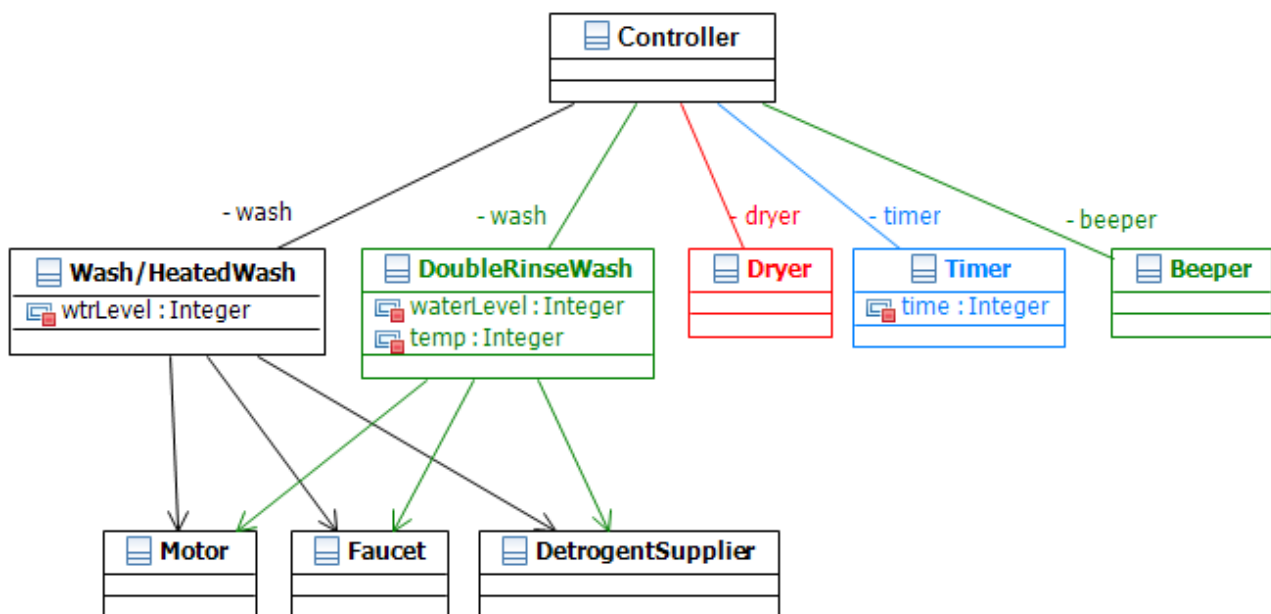 Controller
- wash
- wash
- dryer
- timer
- beeper
Wash/HeatedWash
wtrLevel : Integer
DoubleRinseWash
waterLevel : Integer
temp : Integer
Dryer
Timer
time : Integer
Beeper
Motor
Faucet
DetrogentSupplier